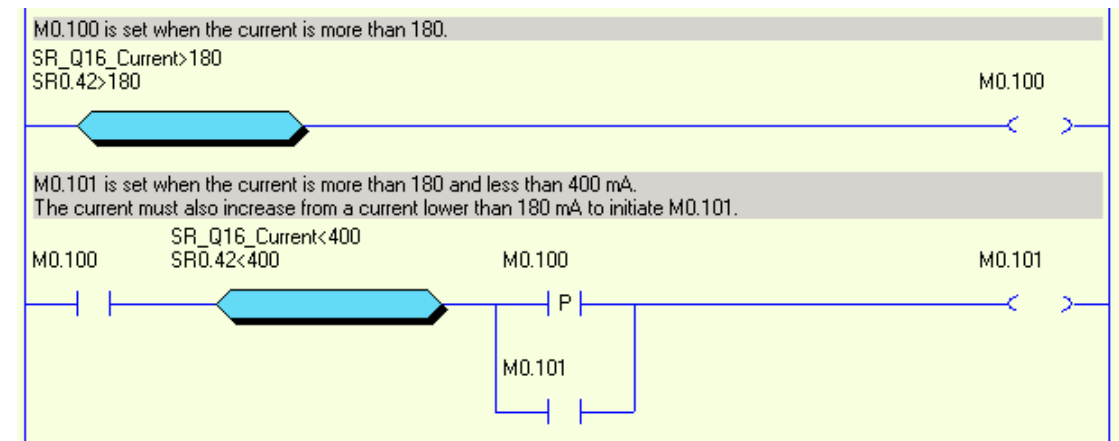 M0.100 is set when the current is more than 180.
SR_Q16_Current>180
SR0.42>180
M0.100
M0.101 is set when the current is more than 180 and less than 400 mA.
The current must also increase from a current lower than 180 mA to initiate M0.101.
SR_Q16_Current<400
M0.100
SR0.42<400
M0.100
M0.101
P
M0.101